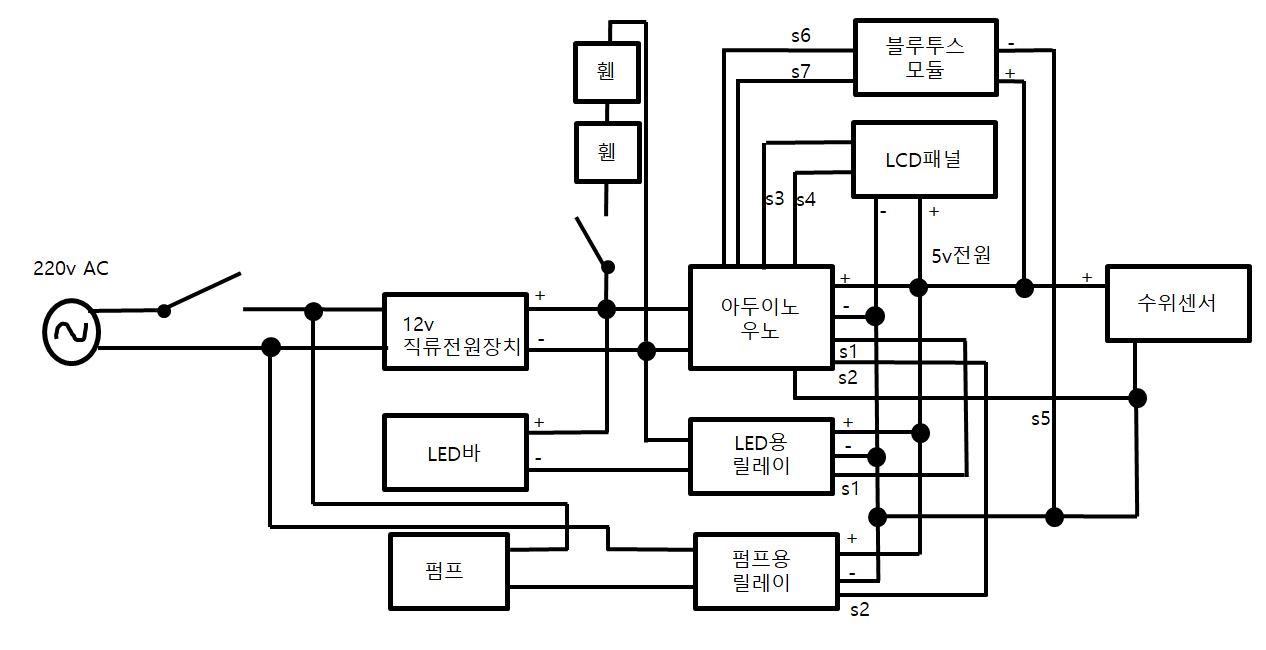 s6
s7
블루투스
모듈
-
+
휀
휀
LCD패널
s3
s4
-
+
220v AC
5v전원
12v
직류전원장치
+
-
아두이노
우노
+
-
s1
s2
+
수위센서
s5
LED바
+
-
LED용
릴레이
+
-
s1
펌프
펌프용
릴레이
+
-
s2